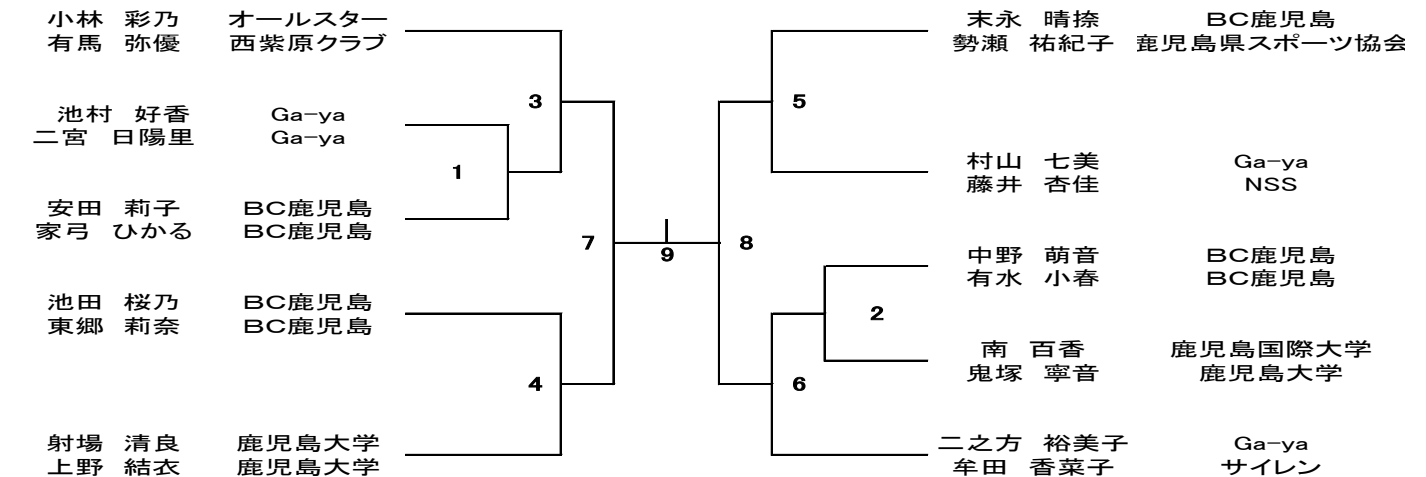 小林 彩乃 オールスター
有馬 弥優 西紫原クラブ
3
池村 好香 Ga-ya
二宮 日陽里 Ga-ya
1
安田 莉子 BC鹿児島
家弓 ひかる BC鹿児島
7
池田 桜乃 BC鹿児島
東郷 莉奈 BC鹿児島
4
射場 清良 鹿児島大学
上野 結衣 鹿児島大学
9
末永 晴捺 BC鹿児島
勢瀬 祐紀子 鹿児島県スポーツ協会
5
村山 七美 Ga-ya
藤井 杏佳 NSS
8
中野 萌音 BC鹿児島
有水 小春 BC鹿児島
2
南 百香 鹿児島国際大学
鬼塚 寧音 鹿児島大学
6
二之方 裕美子 Ga-ya
牟田 香菜子 サイレン